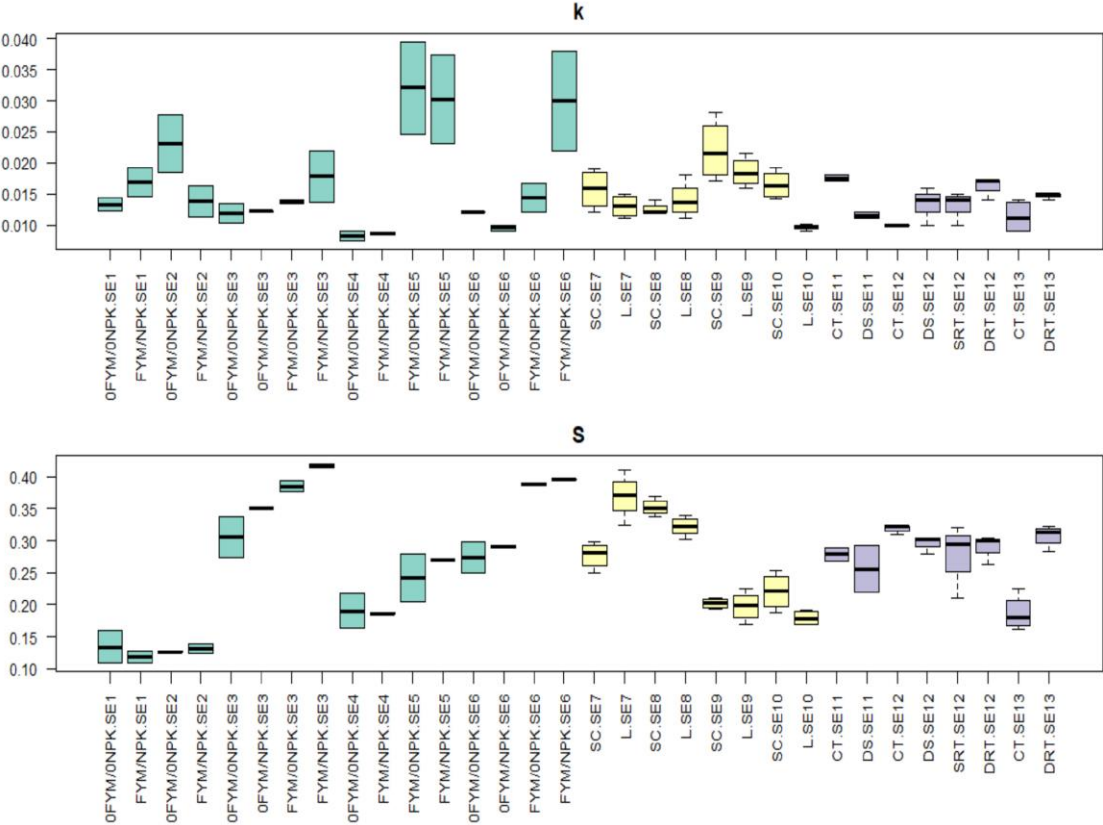 k
0.040
0.035
0.030
0.025
0.020
0.015
0.010
0FYM/0NPK.SE1
FYM/NPK.SE1
0FYM/0NPK.SE2
FYM/NPK.SE2
0FYM/0NPK.SE3
0FYM/NPK.SE3
FYM/0NPK.SE3
FYM/NPK.SE3
0FYM/0NPK.SE4
FYM/NPK.SE4
FYM/0NPK.SE5
FYM/NPK.SE5
0FYM/0NPK.SE6
0FYM/NPK.SE6
FYM/0NPK.SE6
FYM/NPK.SE6
SC.SE7
L.SE7
SC.SE8
L.SE8
SC.SE9
L.SE9
SC.SE10
L.SE10
CT.SE11
DS.SE11
CT.SE12
DS.SE12
SRT.SE12
DRT.SE12
CT.SE13
DRT.SE13
S
0.40
0.35
0.30
0.25
0.20
0.15
0.10
0FYM/0NPK.SE1
FYM/NPK.SE1
0FYM/0NPK.SE2
FYM/NPK.SE2
0FYM/0NPK.SE3
0FYM/NPK.SE3
FYM/0NPK.SE3
FYM/NPK.SE3
0FYM/0NPK.SE4
FYM/NPK.SE4
FYM/0NPK.SE5
FYM/NPK.SE5
0FYM/0NPK.SE6
0FYM/NPK.SE6
FYM/0NPK.SE6
FYM/NPK.SE6
SC.SE7
L.SE7
SC.SE8
L.SE8
SC.SE9
L.SE9
SC.SE10
L.SE10
CT.SE11
DS.SE11
CT.SE12
DS.SE12
SRT.SE12
DRT.SE12
CT.SE13
DRT.SE13